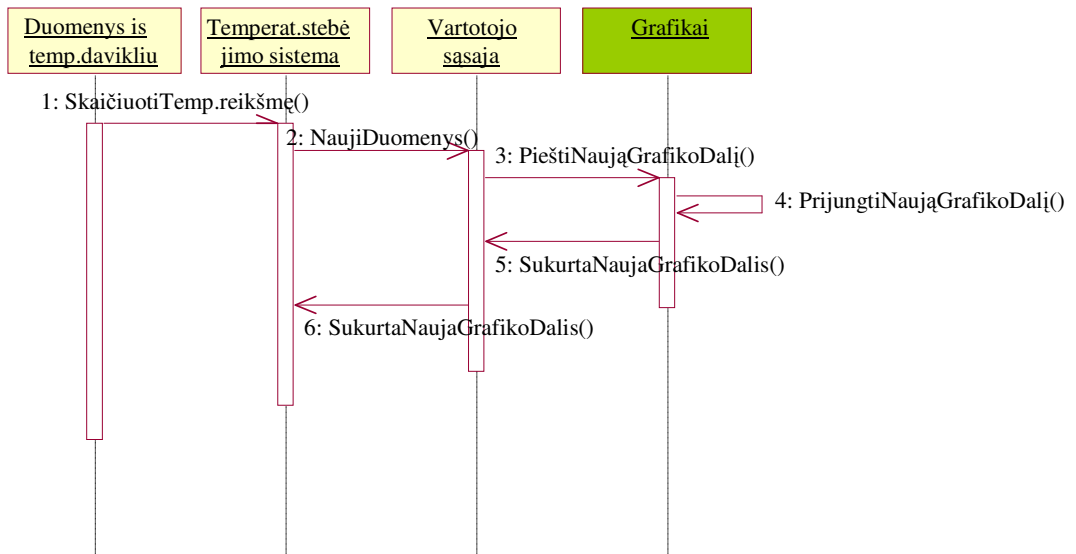 Duomenys is
temp.davikliu
Temperat.stebė
jimo sistema
Vartotojo
sąsaja
Grafikai
1: SkaičiuotiTemp.reikšmę()
2: NaujiDuomenys()
3: PieštiNaująGrafikoDalį()
4: PrijungtiNaująGrafikoDalį()
5: SukurtaNaujaGrafikoDalis()
6: SukurtaNaujaGrafikoDalis()